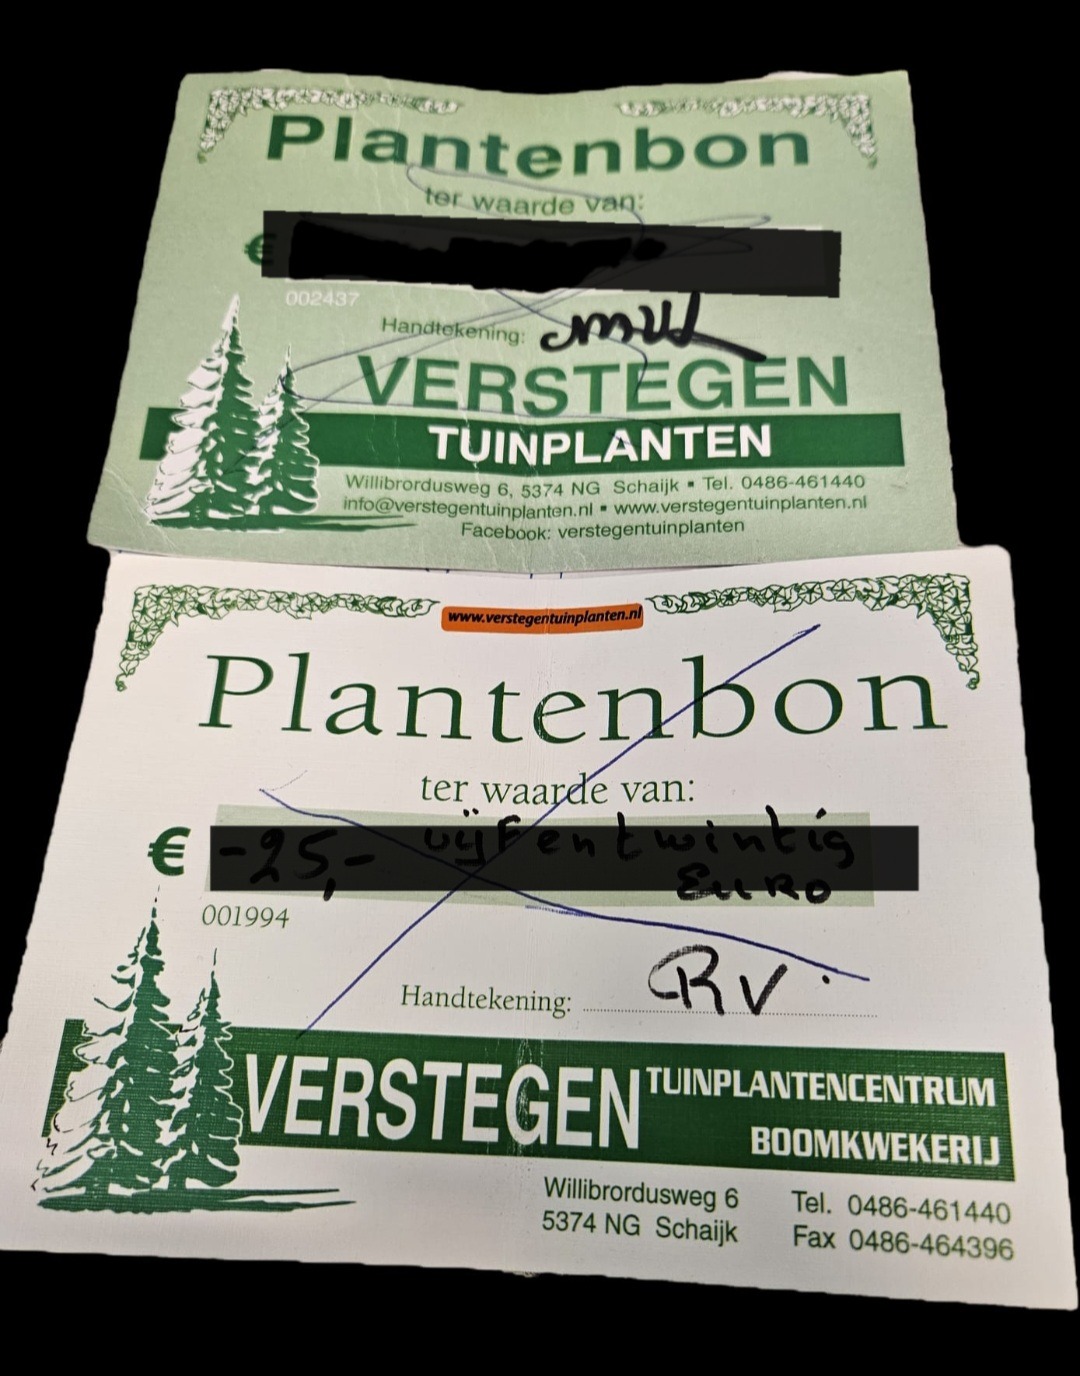 Plantenbon
ter waarde van:
€
002437
Handtekening:
VERSTEGEN
TUINPLANTEN
Willibrordusweg 6, 5374 NG Schaijk ▪ Tel. 0486-461440
info@verstegentuinplanten.nl ▪ www.verstegentuinplanten.nl
Facebook: verstegentuinplanten
www.verstegentuinplanten.nl
Plantenbon
ter waarde van:
€ -25,- vijfentwintig
Euro
001994
Handtekening: RV.
VERSTEGEN TUINPLANTENCENTRUM
BOOMKWEKERIJ
Willibrordusweg 6 Tel. 0486-461440
5374 NG Schaijk Fax 0486-464396